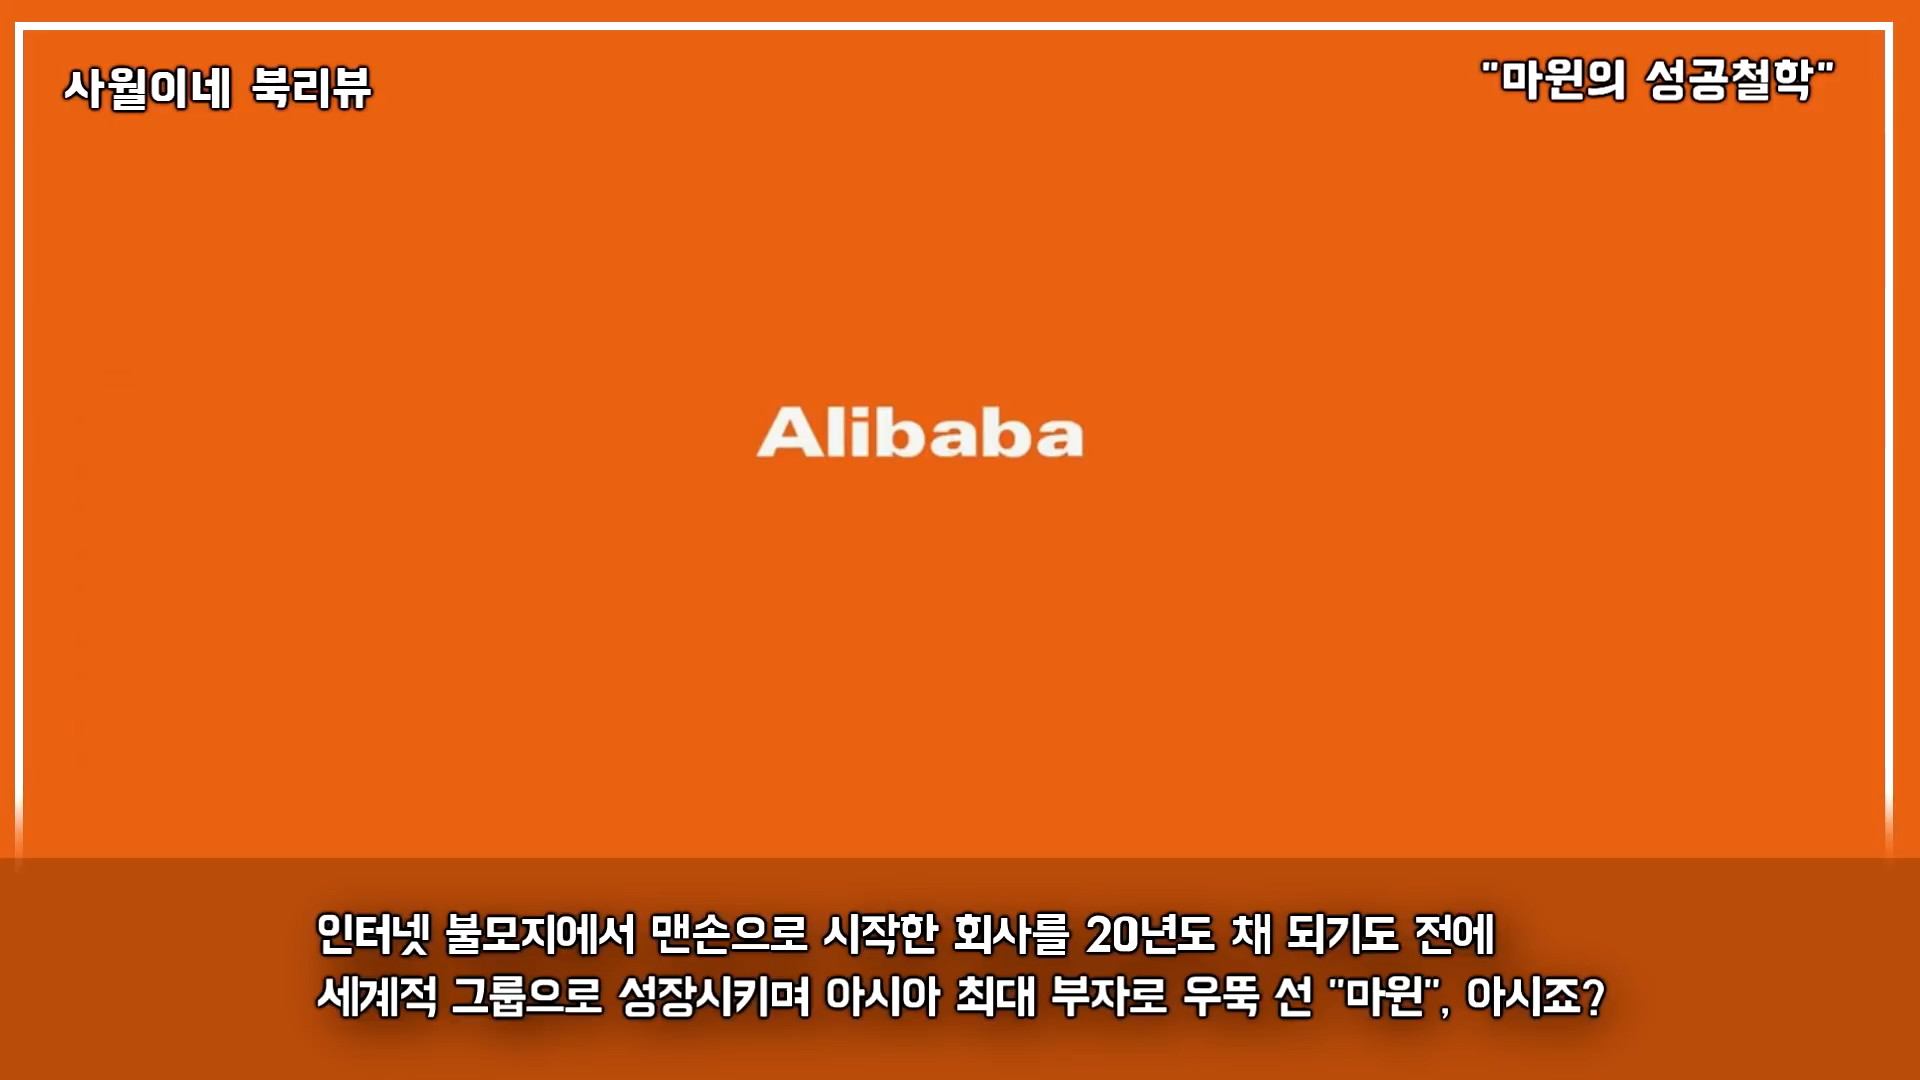 사월이네 북리뷰
"마윈의 성공철학"
Alibaba
인터넷 불모지에서 맨손으로 시작한 회사를 20년도 채 되기도 전에
세계적 그룹으로 성장시키며 아시아 최대 부자로 우뚝 선 "마윈", 아시죠?